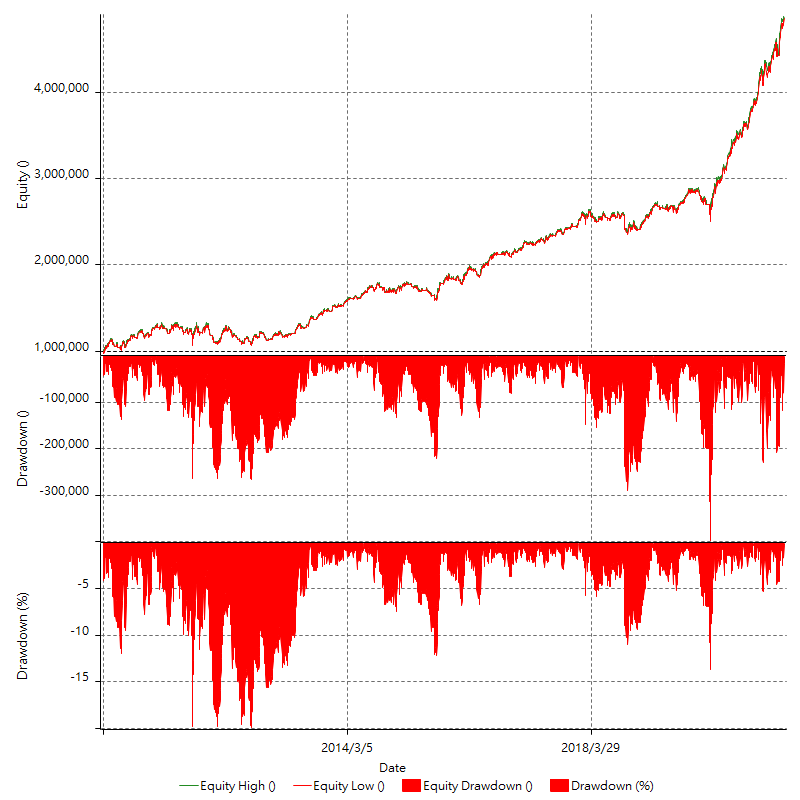 Equity ()
4,000,000
3,000,000
2,000,000
1,000,000
Drawdown ()
-100,000
-200,000
-300,000
Drawdown (%)
-5
-10
-15
2014/3/5
2018/3/29
Date
Equity High () Equity Low () Equity Drawdown () Drawdown (%)